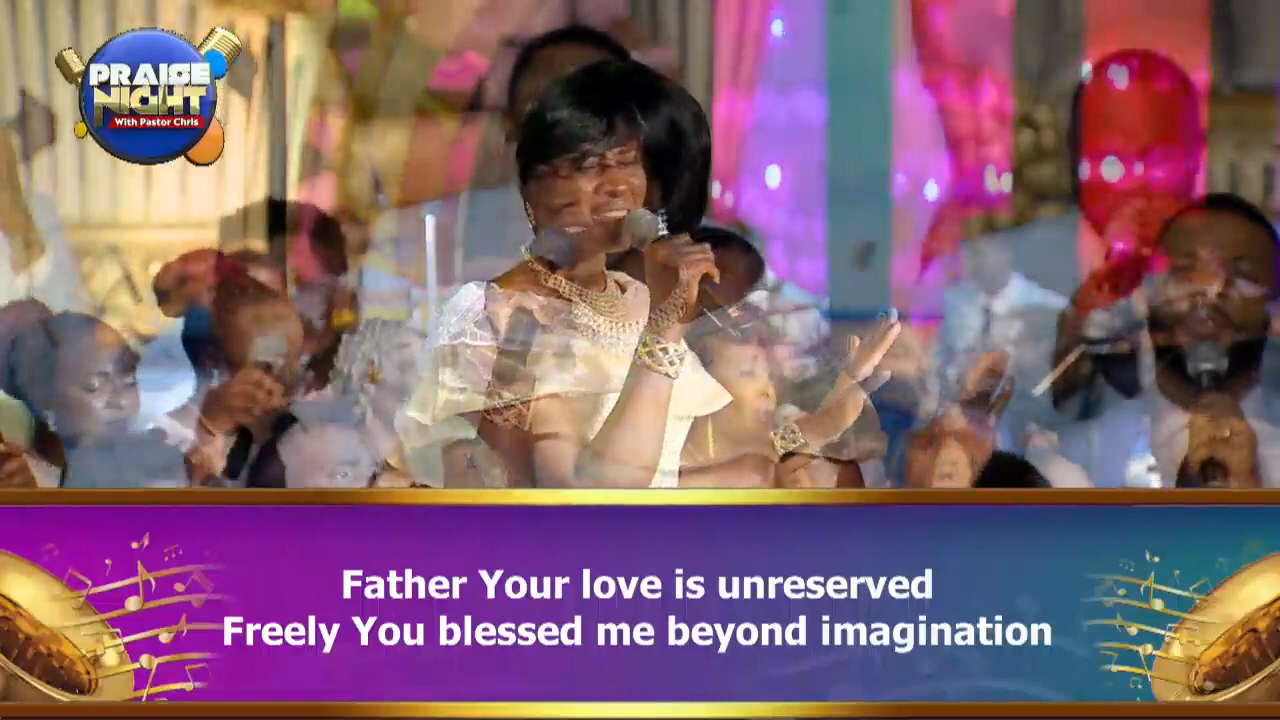 PRAISE
NIGHT
With Pastor Chris
Father Your love is unreserved
Freely You blessed me beyond imagination